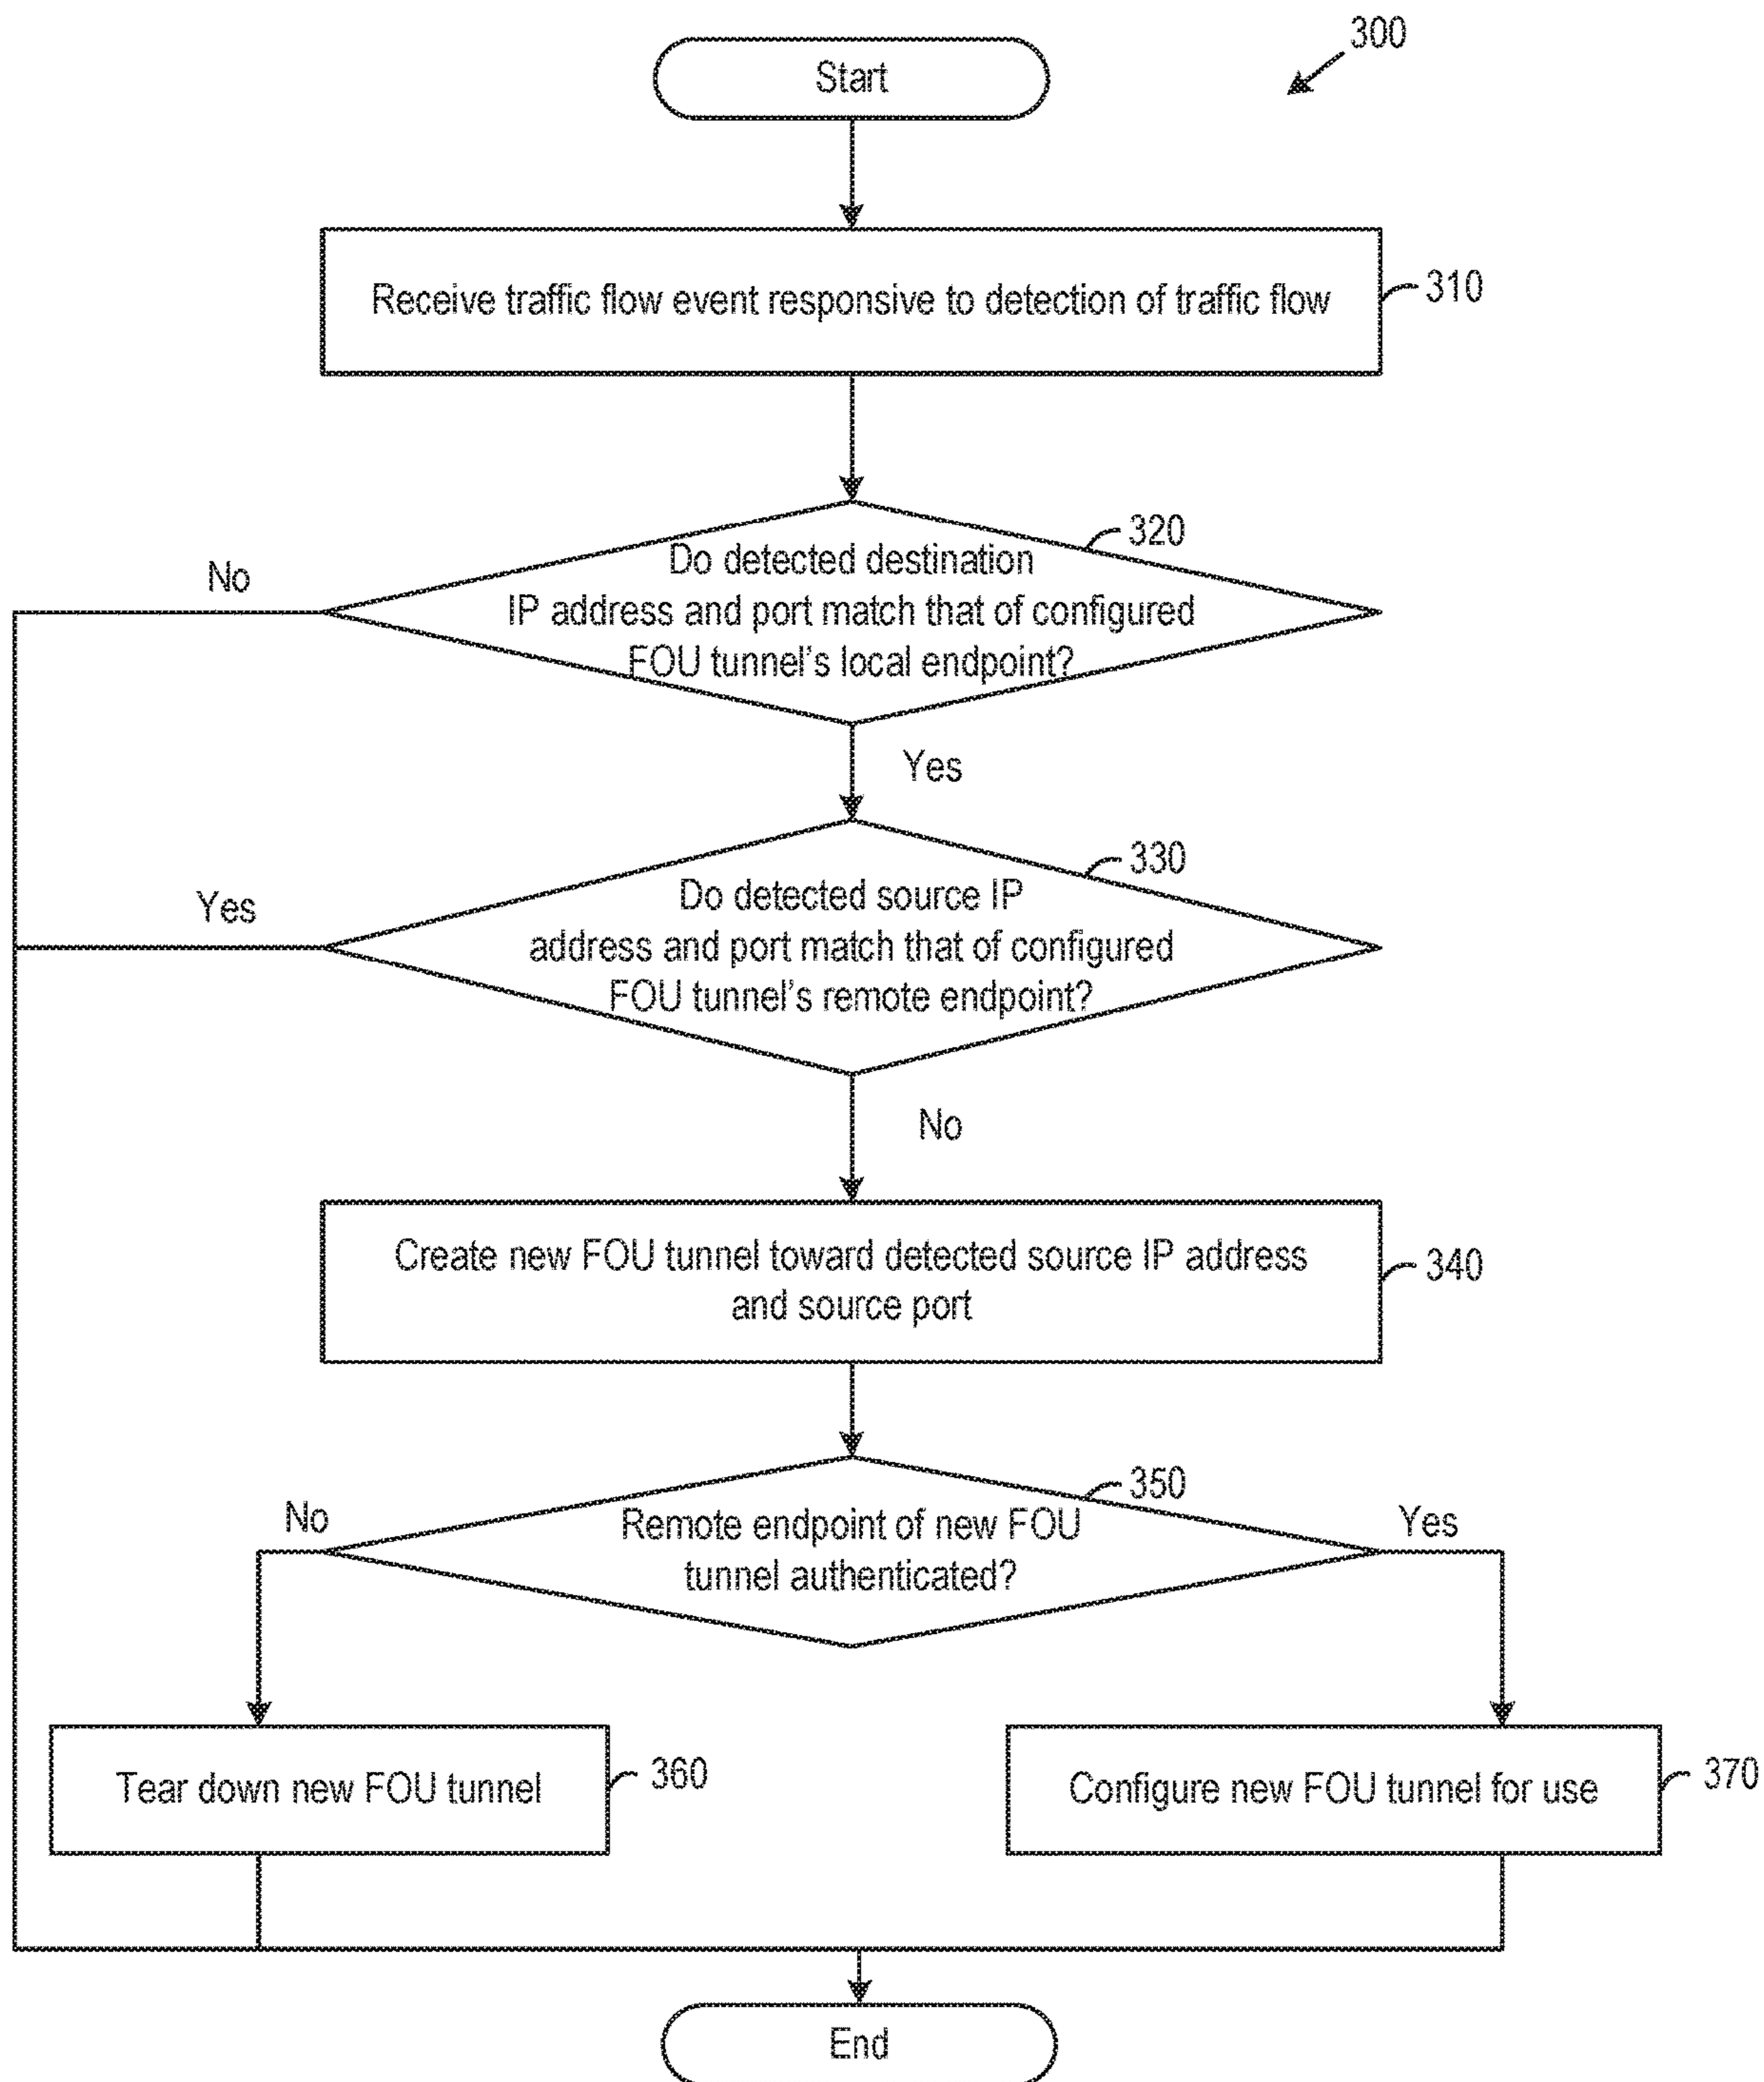 300
Start
Receive traffic flow event responsive to detection of traffic flow
310
320
Do detected destination
IP address and port match that of configured
FOU tunnel's local endpoint?
No
Yes
330
Do detected source IP
address and port match that of configured
FOU tunnel's remote endpoint?
Yes
No
Create new FOU tunnel toward detected source IP address
and source port
340
350
Remote endpoint of new FOU
tunnel authenticated?
No
Yes
Tear down new FOU tunnel
360
Configure new FOU tunnel for use
370
End